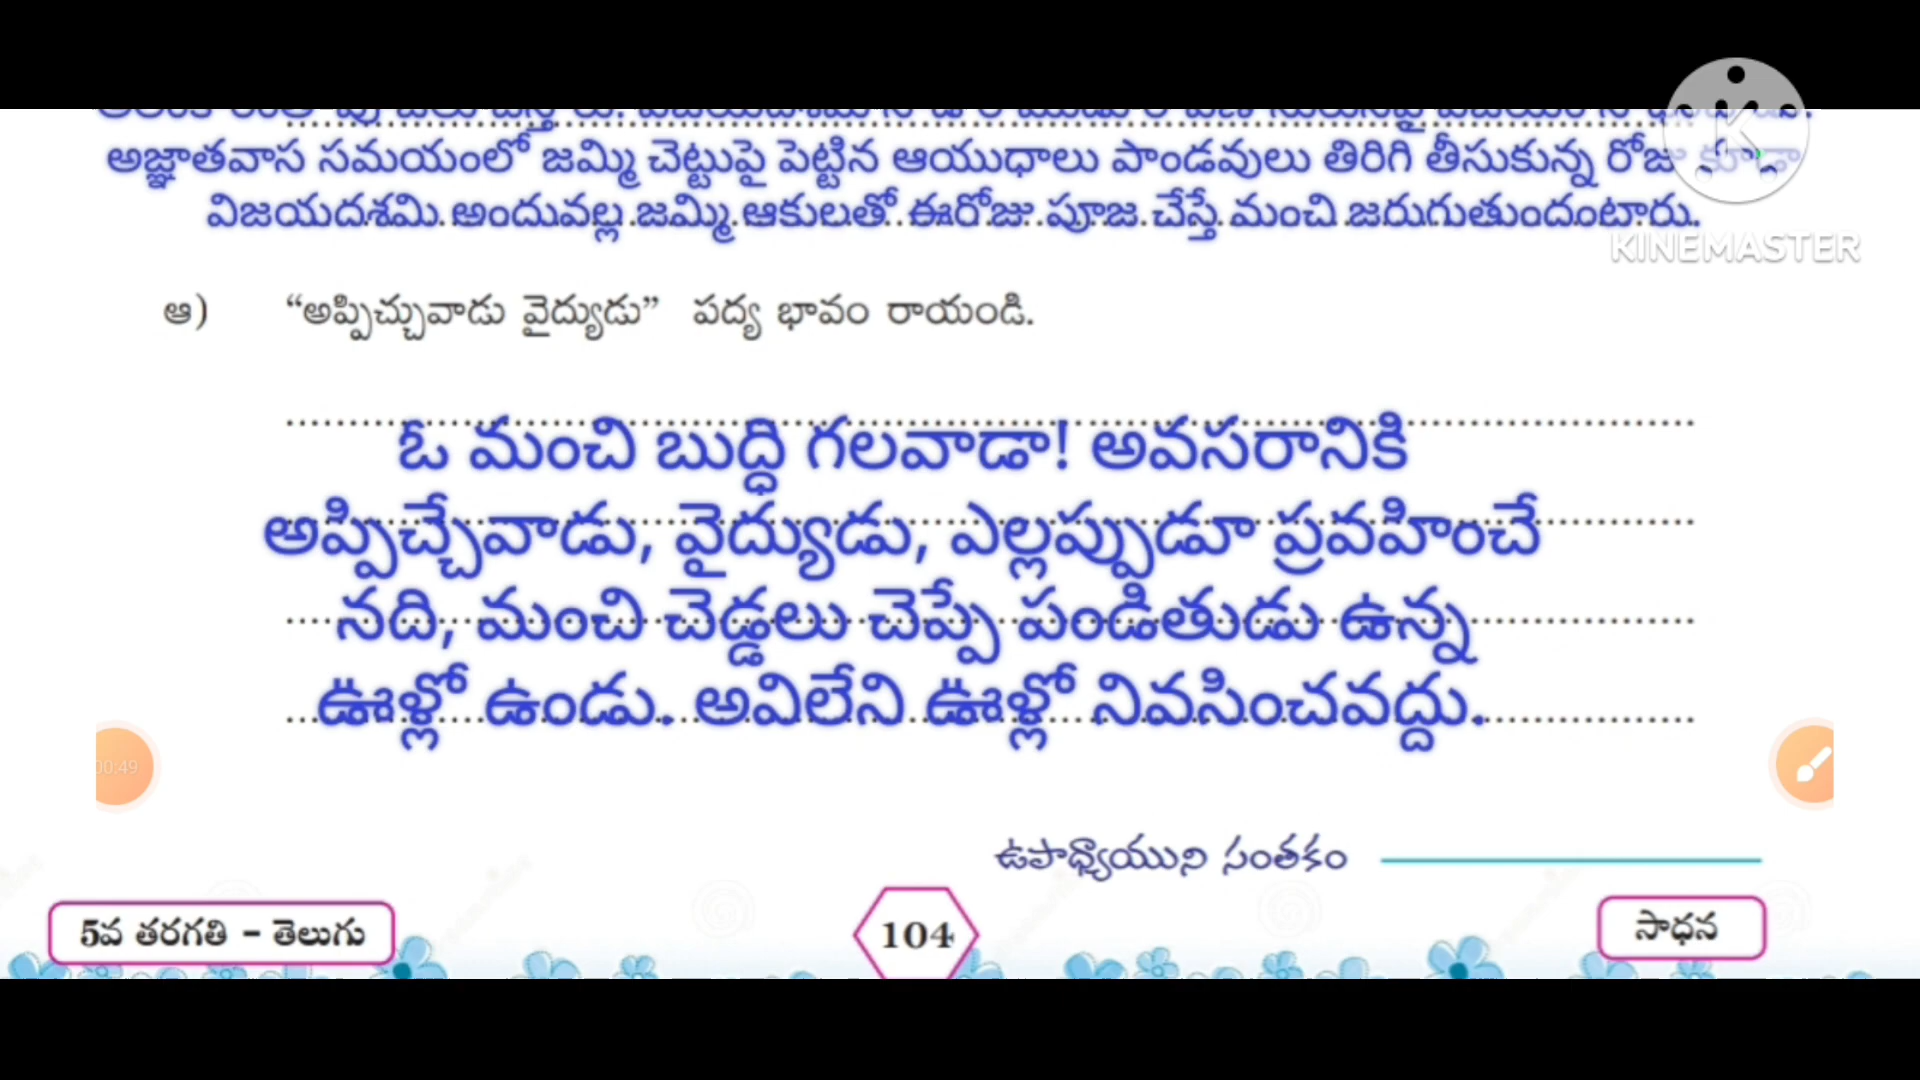 అజ్ఞాతవాస సమయంలో జమ్మి చెట్టుపై పెట్టిన ఆయుధాలు పాండవులు తిరిగి తీసుకున్న రోజు కూడా
విజయదశమి అందువల్ల జమ్మి ఆకులతో ఈరోజు పూజ చేస్తే మంచి జరుగుతుందంటారు.
KINEMASTER
ఆ) “అప్పిచ్చువాడు వైద్యుడు” పద్య భావం రాయండి.
ఓ మంచి బుద్ధి గలవాడా! అవసరానికి
అప్పిచ్చేవాడు, వైద్యుడు, ఎల్లప్పుడూ ప్రవహించే
నది, మంచి చెడ్డలు చెప్పే పండితుడు ఉన్న
ఊళ్లో ఉండు. అవిలేని ఊళ్లో నివసించవద్దు.
00:49
ఉపాధ్యాయుని సంతకం
5వ తరగతి - తెలుగు
104
సాధన